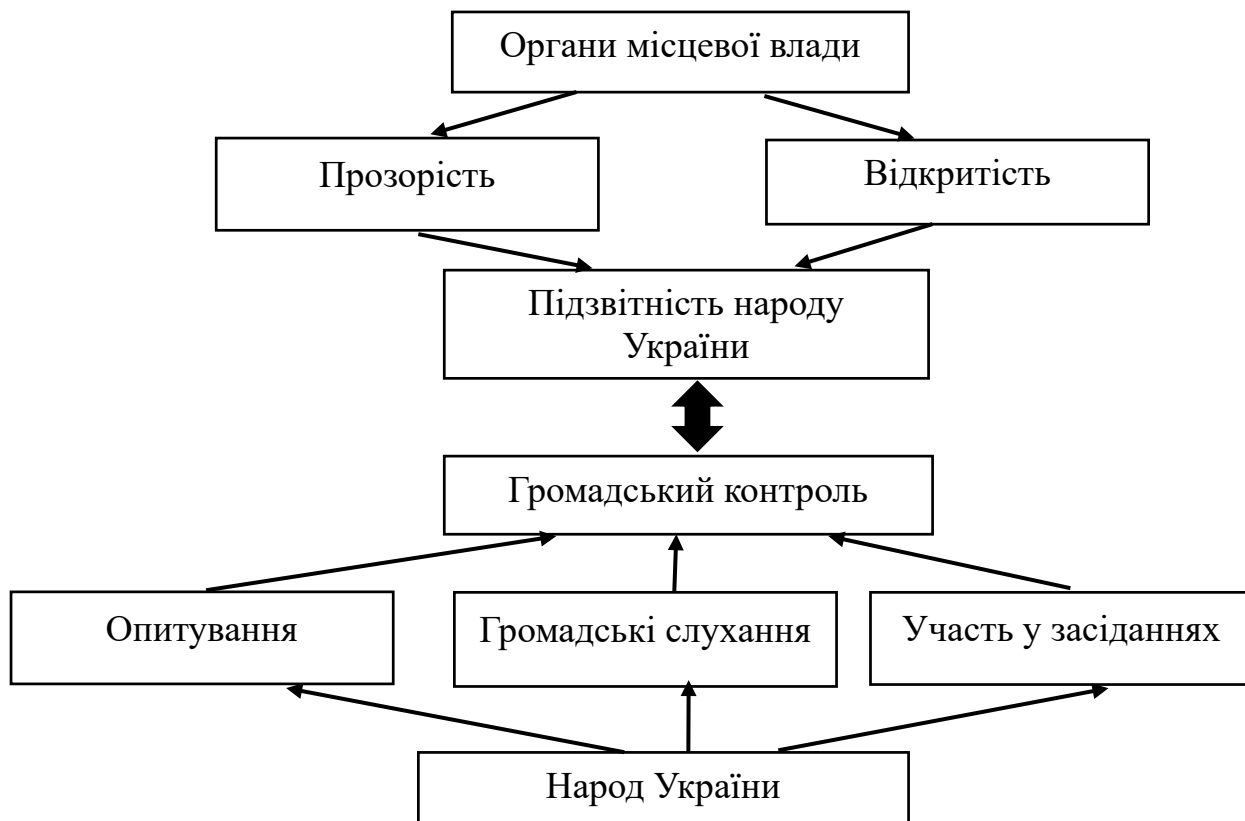 Органи місцевої влади
Прозорість
Відкритість
Підзвітність народу
України
Громадський контроль
Опитування
Громадські слухання
Участь у засіданнях
Народ України